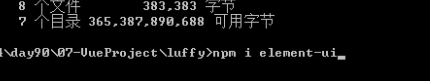 8 个文件 383,383 字节
7 个目录 365,387,890,688 可用字节
\day90\07-VueProject\luffy>npm i element-ui_